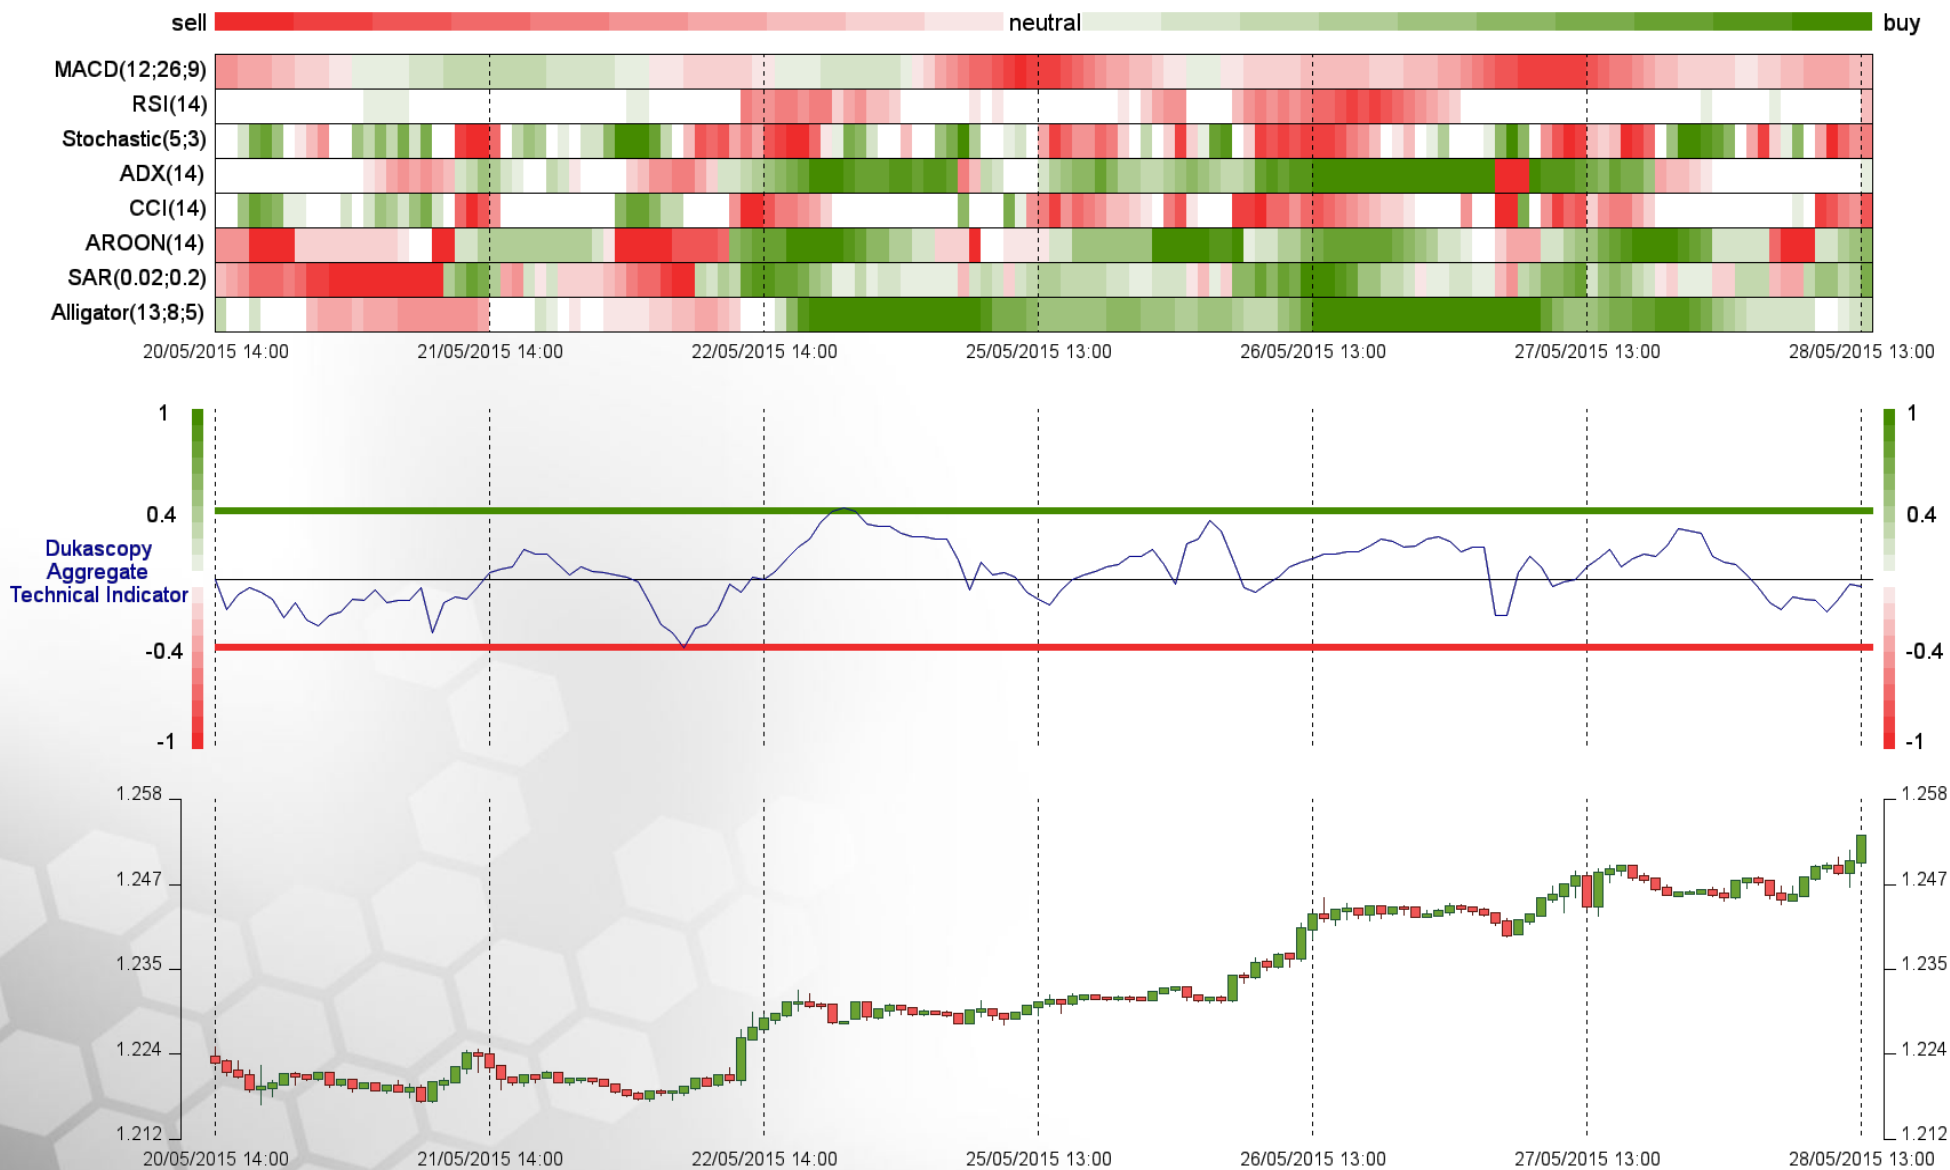 sell neutral buy
MACD(12;26;9)
RSI(14)
Stochastic(5;3)
ADX(14)
CCI(14)
AROON(14)
SAR(0.02;0.2)
Alligator(13;8;5)
20/05/2015 14:00 21/05/2015 14:00 22/05/2015 14:00 25/05/2015 13:00 26/05/2015 13:00 27/05/2015 13:00 28/05/2015 13:00
1 1
0.4 0.4
Dukascopy
Aggregate
Technical Indicator
-0.4 -0.4
-1 -1
1.258 1.258
1.247 1.247
1.235 1.235
1.224 1.224
1.212 1.212
20/05/2015 14:00 21/05/2015 14:00 22/05/2015 14:00 25/05/2015 13:00 26/05/2015 13:00 27/05/2015 13:00 28/05/2015 13:00